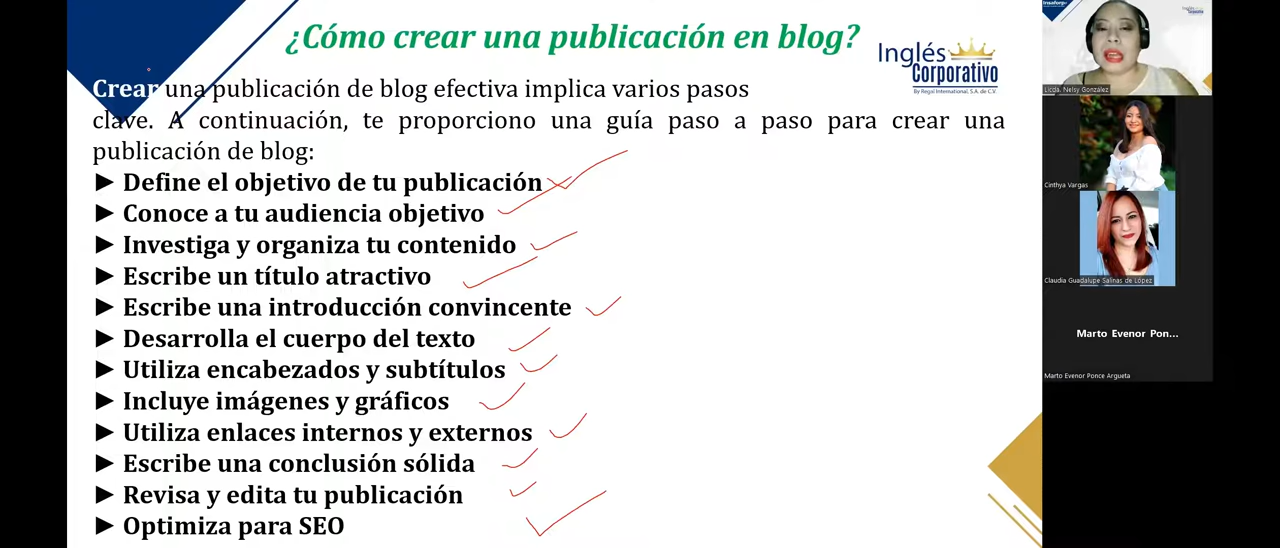 ¿Cómo crear una publicación en blog?
Inglés
Corporativo
By Regal International, S.A. de C.V
Crear una publicación de blog efectiva implica varios pasos
clave. A continuación, te proporciono una guía paso a paso para crear una
publicación de blog:
► Define el objetivo de tu publicación
► Conoce a tu audiencia objetivo
► Investiga y organiza tu contenido
► Escribe un título atractivo
► Escribe una introducción convincente
► Desarrolla el cuerpo del texto
► Utiliza encabezados y subtítulos
► Incluye imágenes y gráficos
► Utiliza enlaces internos y externos
► Escribe una conclusión sólida
► Revisa y edita tu publicación
► Optimiza para SEO
Insaforp
Licda. Nelsy González
Cinthya Vargas
Claudia Guadalupe Salinas de López
Marto Evenor Pon...
Marto Evenor Ponce Argueta